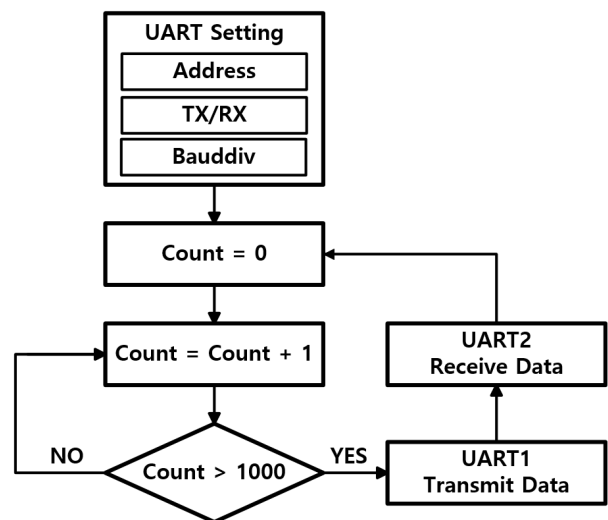 UART Setting
Address
TX/RX
Bauddiv
Count = 0
Count = Count + 1
UART2
Receive Data
NO
Count > 1000
YES
UART1
Transmit Data